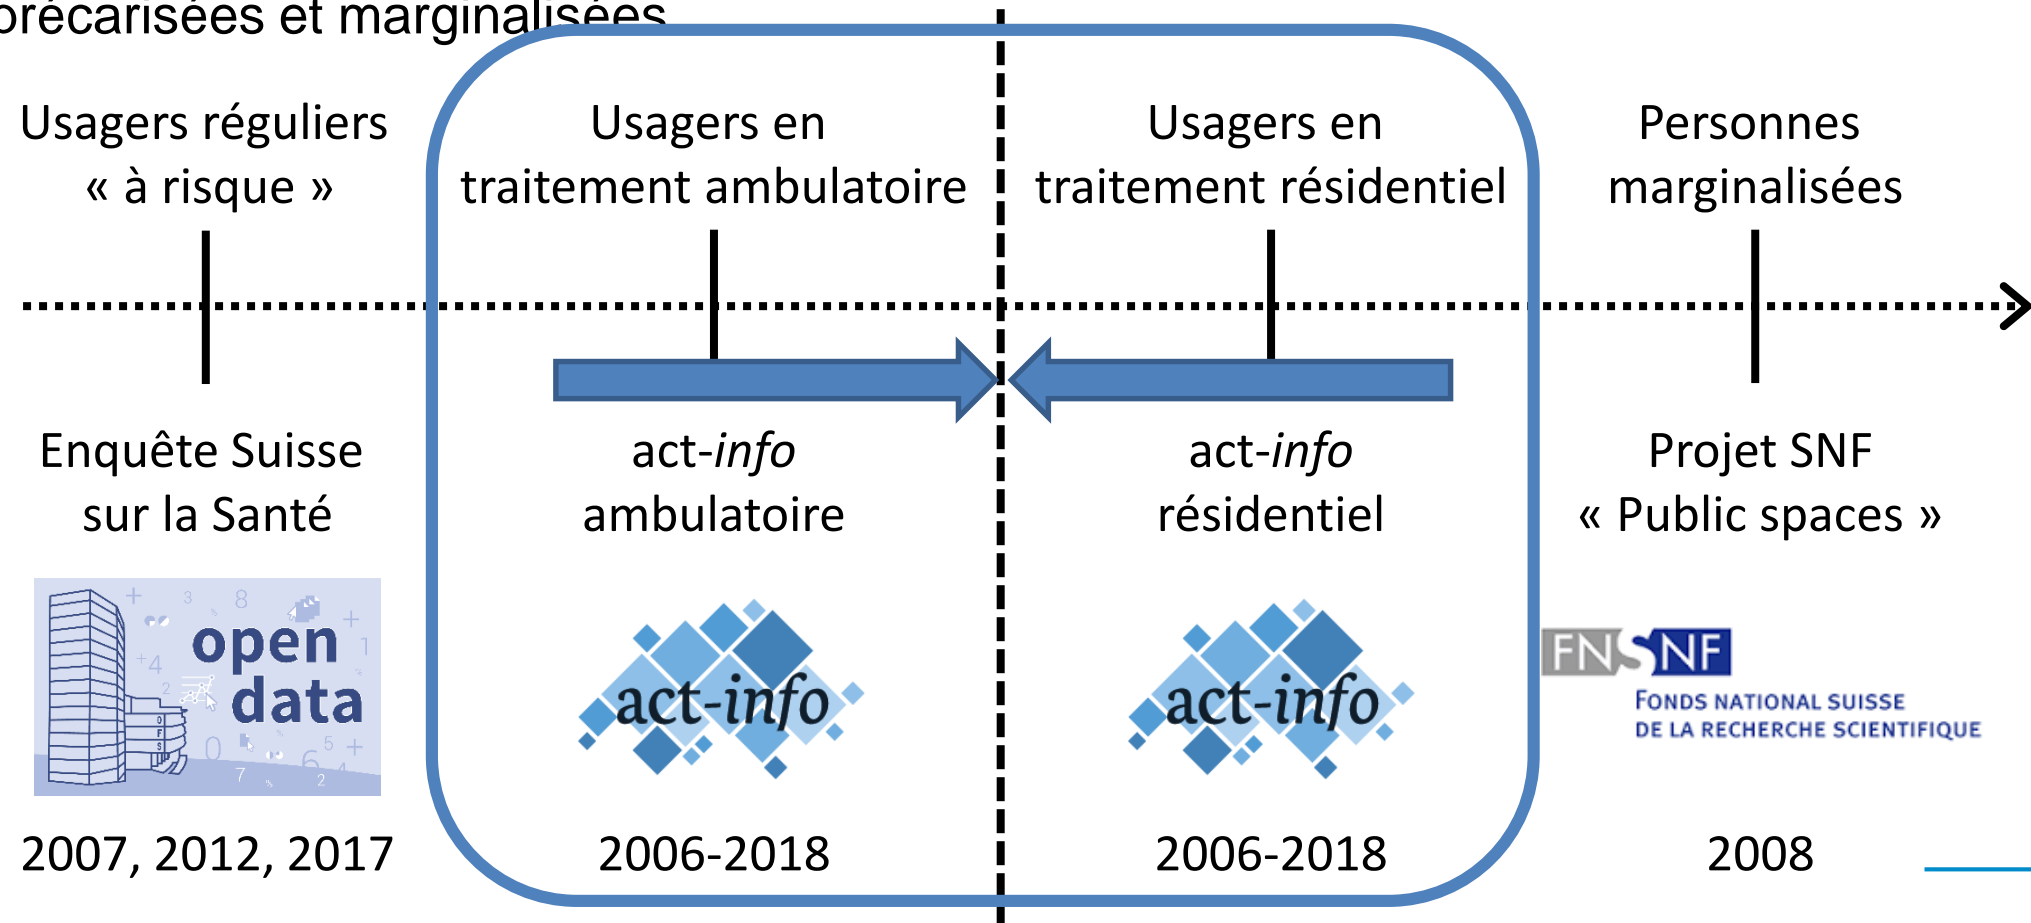 précarisées et marginalisées
Usagers réguliers
« à risque »
Usagers en
traitement ambulatoire
Usagers en
traitement résidentiel
Personnes
marginalisées
Enquête Suisse
sur la Santé
act-info
ambulatoire
act-info
résidentiel
Projet SNF
« Public spaces »
open
data
act-info
act-info
FNSNF
FONDS NATIONAL SUISSE
DE LA RECHERCHE SCIENTIFIQUE
2007, 2012, 2017
2006-2018
2006-2018
2008